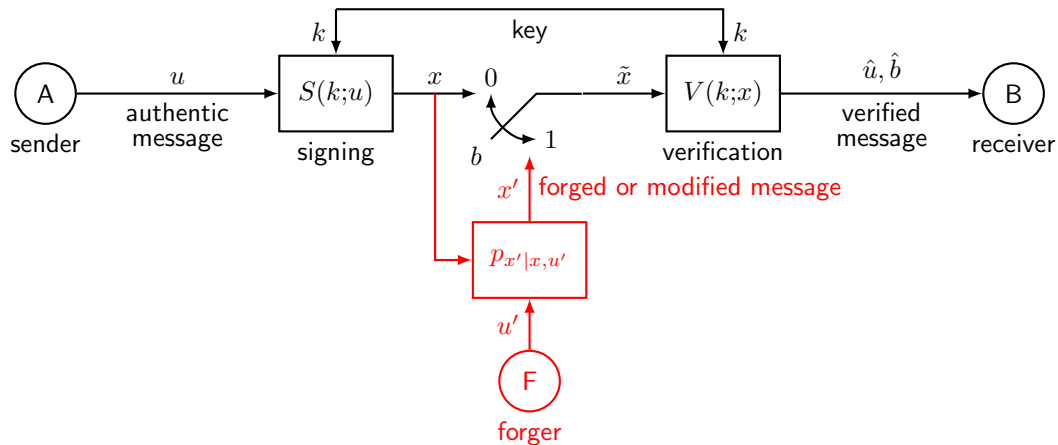 k
key
k
A
u
S(k;u)
x
0
x̃
V(k;x)
û, b̂
B
sender
authentic
message
signing
b
1
verification
verified
message
receiver
x′
forged or modified message
p_{x′|x,u′}
u′
F
forger